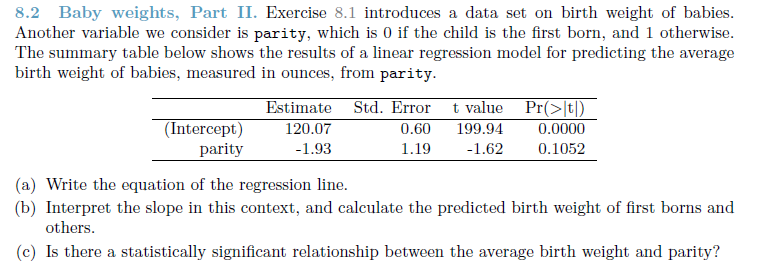 8.2 Baby weights, Part II. Exercise 8.1 introduces a data set on birth weight of babies.
Another variable we consider is parity, which is 0 if the child is the first born, and 1 otherwise.
The summary table below shows the results of a linear regression model for predicting the average
birth weight of babies, measured in ounces, from parity.
Estimate Std. Error t value Pr(>|t|)
(Intercept) 120.07 0.60 199.94 0.0000
parity -1.93 1.19 -1.62 0.1052
(a) Write the equation of the regression line.
(b) Interpret the slope in this context, and calculate the predicted birth weight of first borns and
others.
(c) Is there a statistically significant relationship between the average birth weight and parity?